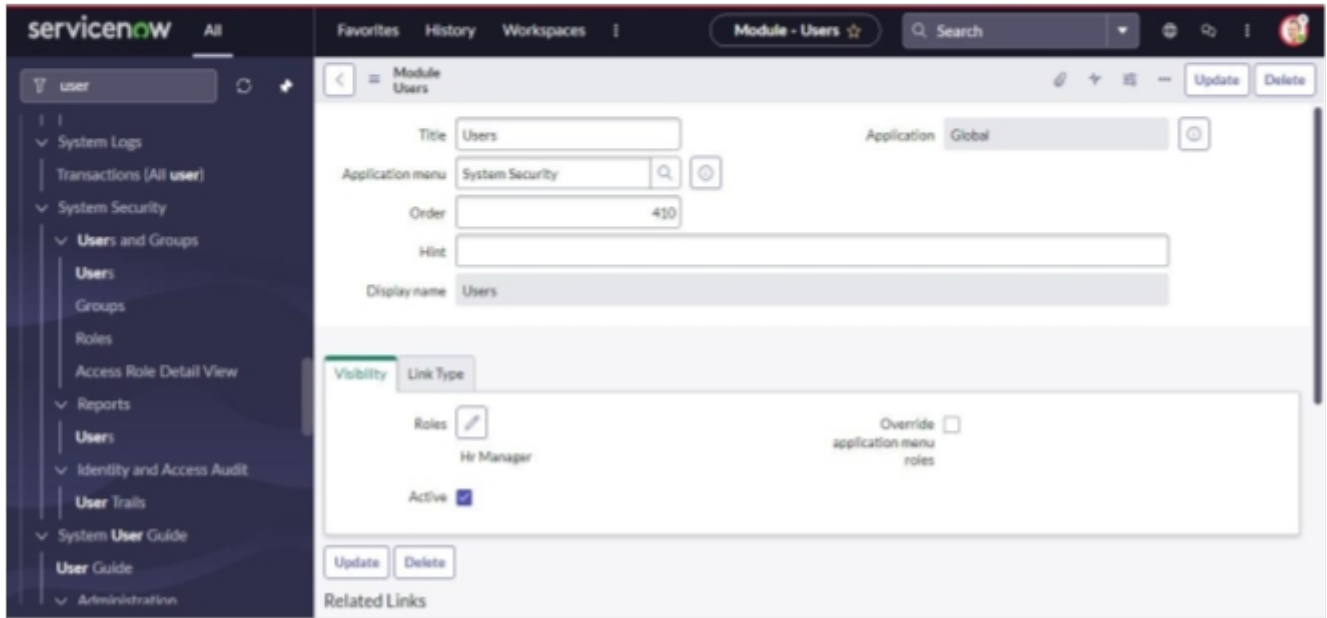 servicenow All Favorites History Workspaces Module - Users Search
user
System Logs
Transactions (All user)
System Security
Users and Groups
Users
Groups
Roles
Access Role Detail View
Reports
Users
Identity and Access Audit
User Trails
System User Guide
User Guide
Administration
Module
Users
Update Delete
Title Users
Application Global
Application menu System Security
Order 410
Hint
Display name Users
Visibility Link Type
Roles
Hr Manager
Override
application menu
roles
Active
Update Delete
Related Links